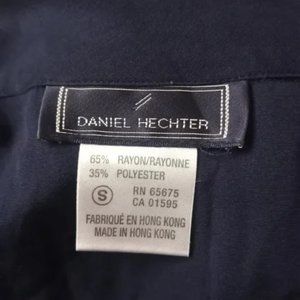 DANIEL HECHTER
65% RAYON/RAYONNE
35% POLYESTER
S RN 65675
CA 01595
FABRIQUÉ EN HONG KONG
MADE IN HONG KONG